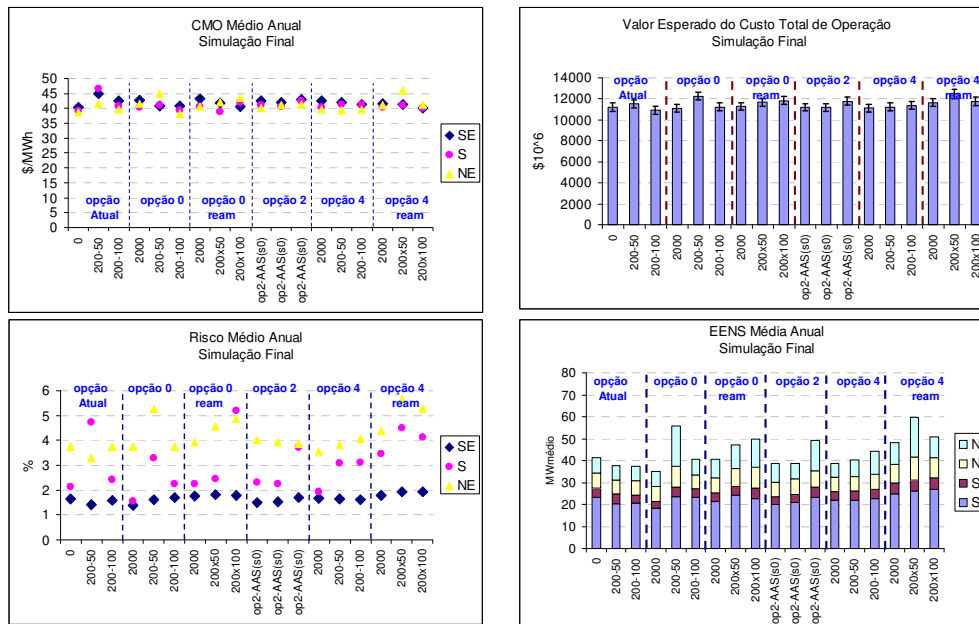 CMO Médio Anual
Simulação Final
50
45
40
35
30
25
20
15
10
5
0
$/MWh
opção Atual
opção 0
opção 0 ream
opção 2
opção 4
opção 4 ream
SE
S
NE
0
200-50
200-100
2000
200-50
200-100
2000
200x50
200x100
op2-AAS(s0)
op2-AAS(s0)
op2-AAS(s0)
2000
200-50
200-100
2000
200x50
200x100
Valor Esperado do Custo Total de Operação
Simulação Final
14000
12000
10000
8000
6000
4000
2000
0
$10^6
opção Atual
opção 0
opção 0 ream
opção 2
opção 4
opção 4 ream
0
200-50
200-100
2000
200-50
200-100
2000
200x50
200x100
op2-AAS(s0)
op2-AAS(s0)
op2-AAS(s0)
2000
200-50
200-100
2000
200x50
200x100
Risco Médio Anual
Simulação Final
6
5
4
3
2
1
0
%
opção Atual
opção 0
opção 0 ream
opção 2
opção 4
opção 4 ream
SE
S
NE
0
200-50
200-100
2000
200-50
200-100
2000
200x50
200x100
op2-AAS(s0)
op2-AAS(s0)
op2-AAS(s0)
2000
200-50
200-100
2000
200x50
200x100
EENS Média Anual
Simulação Final
80
70
60
50
40
30
20
10
0
MWmédio
opção Atual
opção 0
opção 0 ream
opção 2
opção 4
opção 4 ream
N
N
S
S
0
200-50
200-100
2000
200-50
200-100
2000
200x50
200x100
op2-AAS(s0)
op2-AAS(s0)
op2-AAS(s0)
2000
200-50
200-100
2000
200x50
200x100